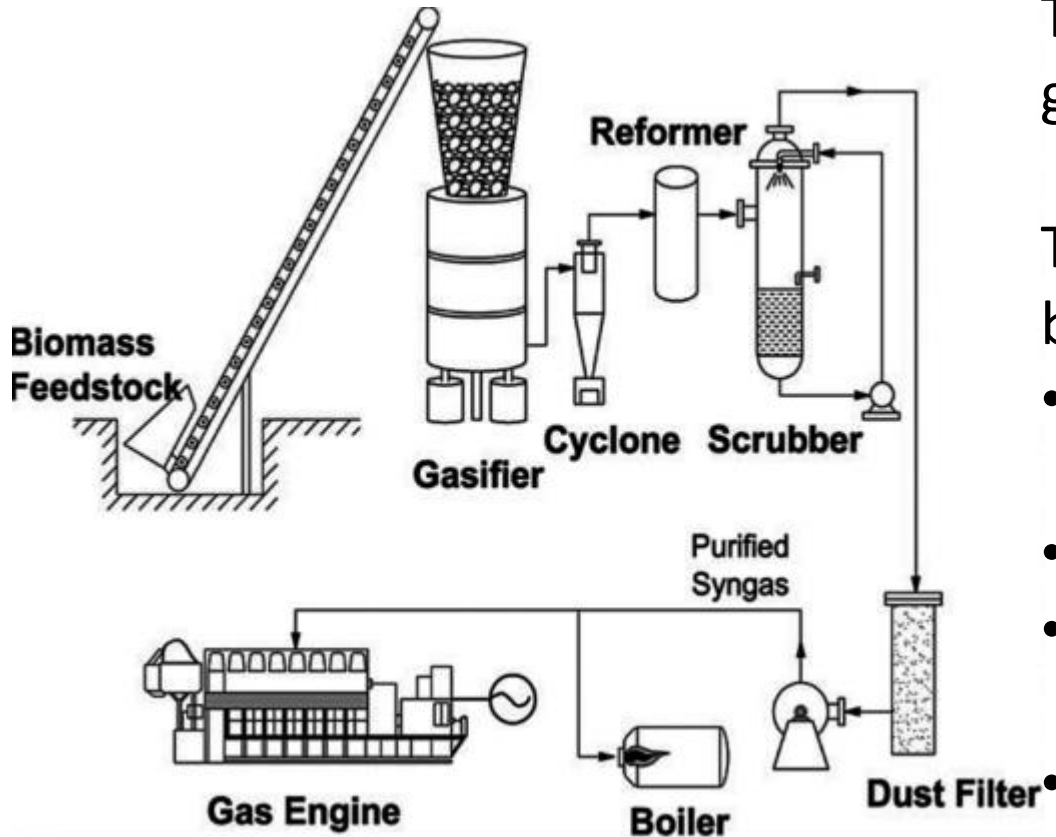 Reformer
Biomass
Feedstock
Gasifier
Cyclone
Scrubber
Purified
Syngas
Gas Engine
Boiler
Dust Filter